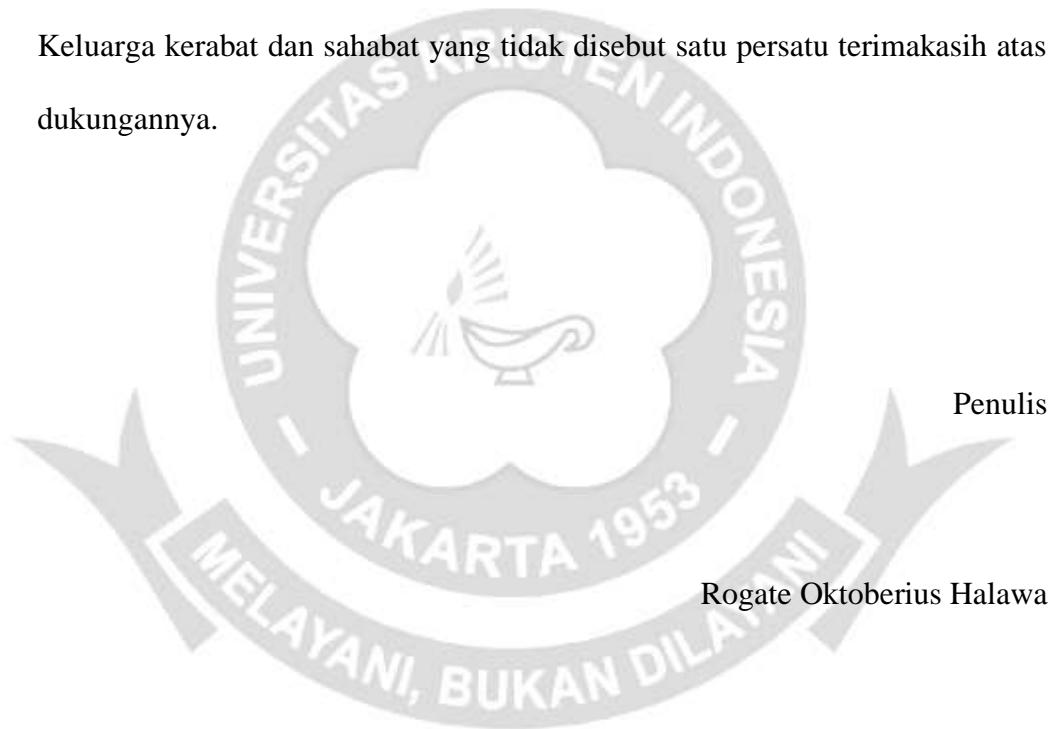 Keluarga kerabat dan sahabat yang tidak disebut satu persatu terimakasih atas
dukungannya.
UNIVERSITAS KRISTEN INDONESIA
Penulis
- JAKARTA 1953 -
Rogate Oktoberius Halawa
MELAYANI, BUKAN DILAYANI